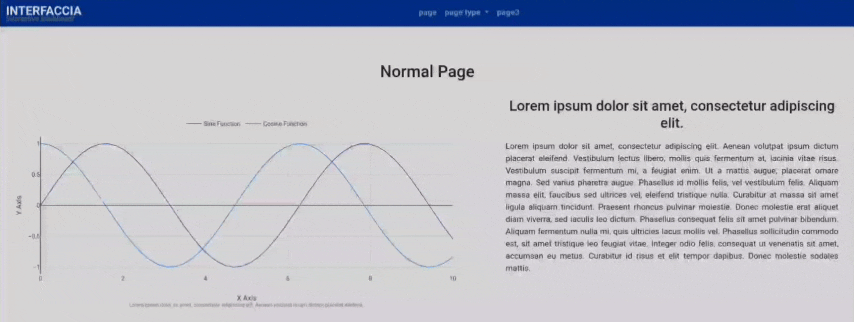 INTERFACCIA
page page type page3
Normal Page
Sine Function Cosine Function
Y Axis
1
0.5
0
−0.5
−1
0 2 4 6 8 10
X Axis
Lorem ipsum dolor sit amet, consectetur adipiscing
elit.
Lorem ipsum dolor sit amet, consectetur adipiscing elit. Aenean volutpat ipsum dictum
placerat eleifend. Vestibulum lectus libero, mollis quis fermentum at, lacinia vitae risus.
Vestibulum suscipit fermentum mi, a feugiat enim. Ut a mattis augue, placerat ornare
magna. Sed varius pharetra augue. Phasellus id mollis felis, vel vestibulum felis. Aliquam
massa elit, faucibus sed ultrices vel, eleifend tristique nulla. Curabitur at massa sit amet
ligula aliquam tincidunt. Praesent rhoncus pulvinar molestie. Donec molestie erat aliquet
diam viverra, sed iaculis leo dictum. Phasellus consequat felis sit amet pulvinar bibendum.
Aliquam fermentum nulla mi, quis ultricies lacus mollis vel. Phasellus sollicitudin commodo
est, sit amet tristique leo feugiat vitae. Integer odio felis, consequat ut venenatis sit amet,
accumsan eu metus. Curabitur id risus et elit tempor dapibus. Donec molestie sodales
mattis.